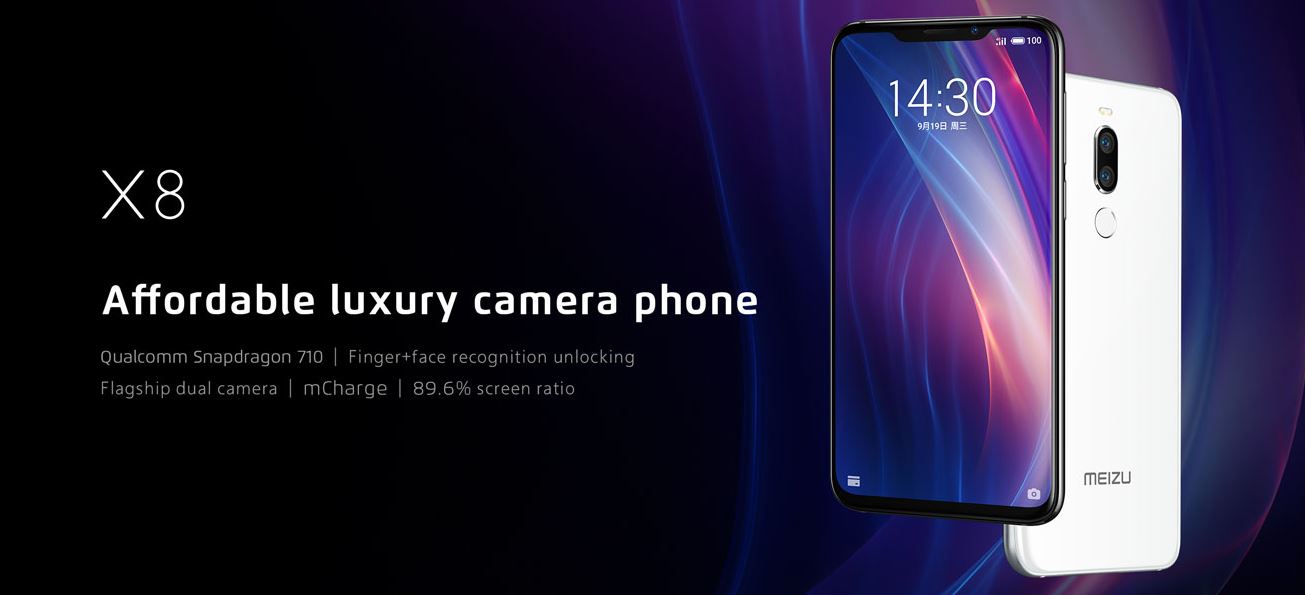 X8
Affordable luxury camera phone
Qualcomm Snapdragon 710 | Finger+face recognition unlocking
Flagship dual camera | mCharge | 89.6% screen ratio
100
14:30
9月19日 周三
MEIZU